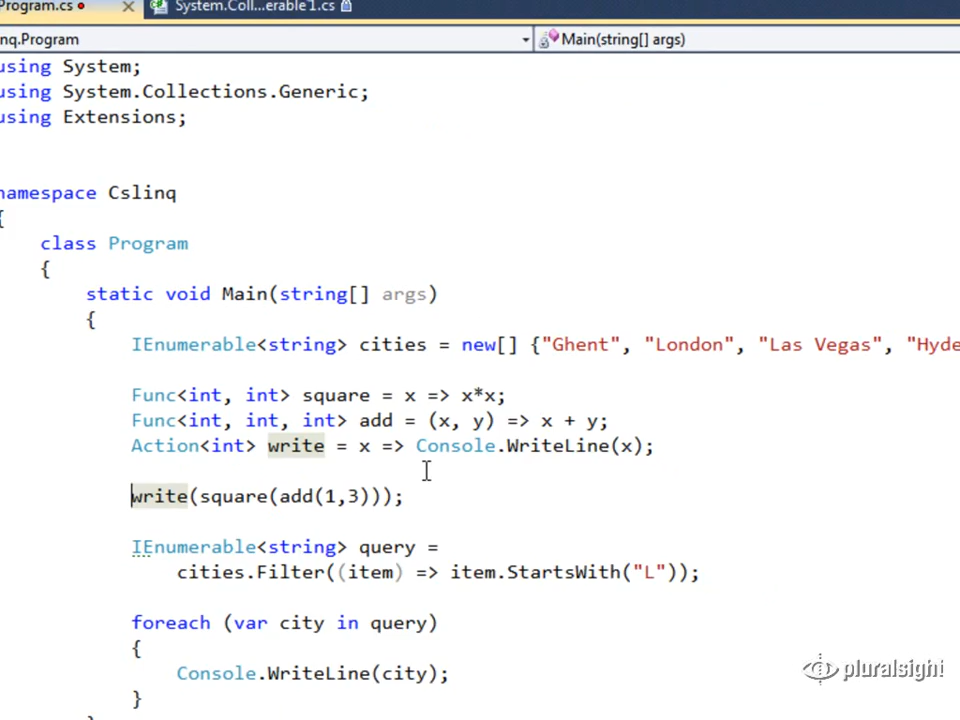 Program.cs System.Coll...erable1.cs
nq.Program Main(string[] args)
using System;
using System.Collections.Generic;
using Extensions;
namespace Cslinq
{
class Program
{
static void Main(string[] args)
{
IEnumerable<string> cities = new[] {"Ghent", "London", "Las Vegas", "Hyde
Func<int, int> square = x => x*x;
Func<int, int, int> add = (x, y) => x + y;
Action<int> write = x => Console.WriteLine(x);
write(square(add(1,3)));
IEnumerable<string> query =
cities.Filter((item) => item.StartsWith("L"));
foreach (var city in query)
{
Console.WriteLine(city);
}
pluralsight